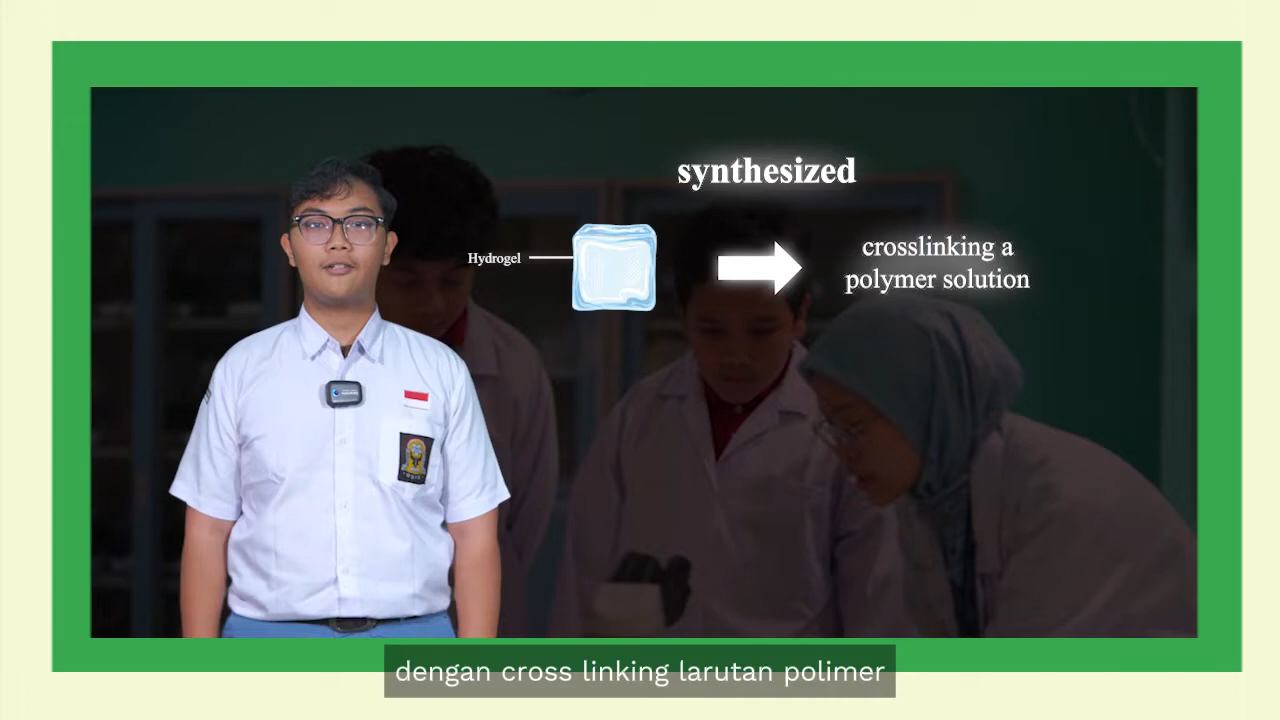 synthesized
Hydrogel
crosslinking a
polymer solution
dengan cross linking larutan polimer